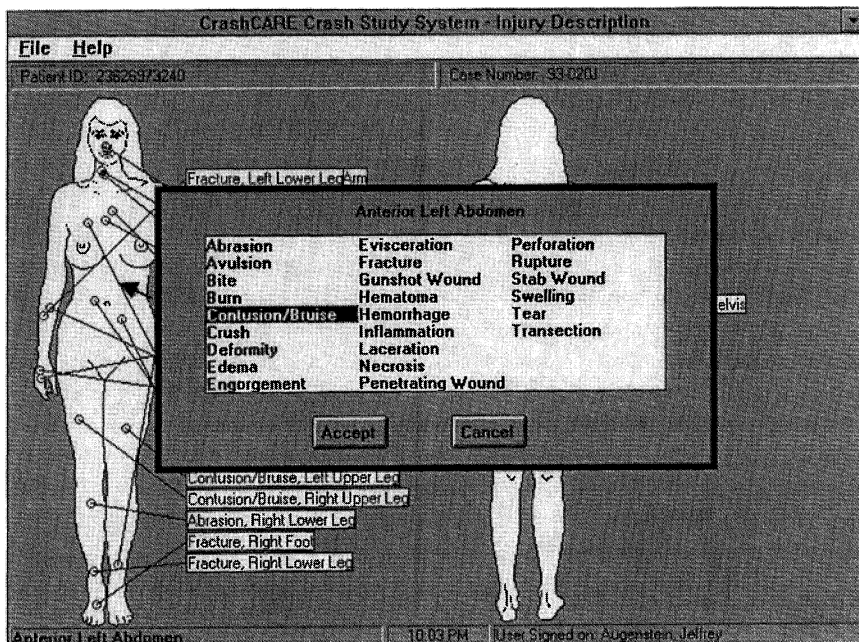 CrashCARE Crash Study System - Injury Description
File Help
Patient ID: 23626973240 Case Number: 93-020J
Fracture, Left Lower Leg Arm
Anterior Left Abdomen
Abrasion Evisceration Perforation
Avulsion Fracture Rupture
Bite Gunshot Wound Stab Wound
Burn Hematoma Swelling
Contusion/Bruise Hemorrhage Tear
Crush Inflammation Transection
Deformity Laceration
Edema Necrosis
Engorgement Penetrating Wound
elvis
Accept Cancel
Contusion/Bruise, Left Upper Leg
Contusion/Bruise, Right Upper Leg
Abrasion, Right Lower Leg
Fracture, Right Foot
Fracture, Right Lower Leg
Anterior Left Abdomen 10:03 PM User Signed on: Augenstein, Jeffrey